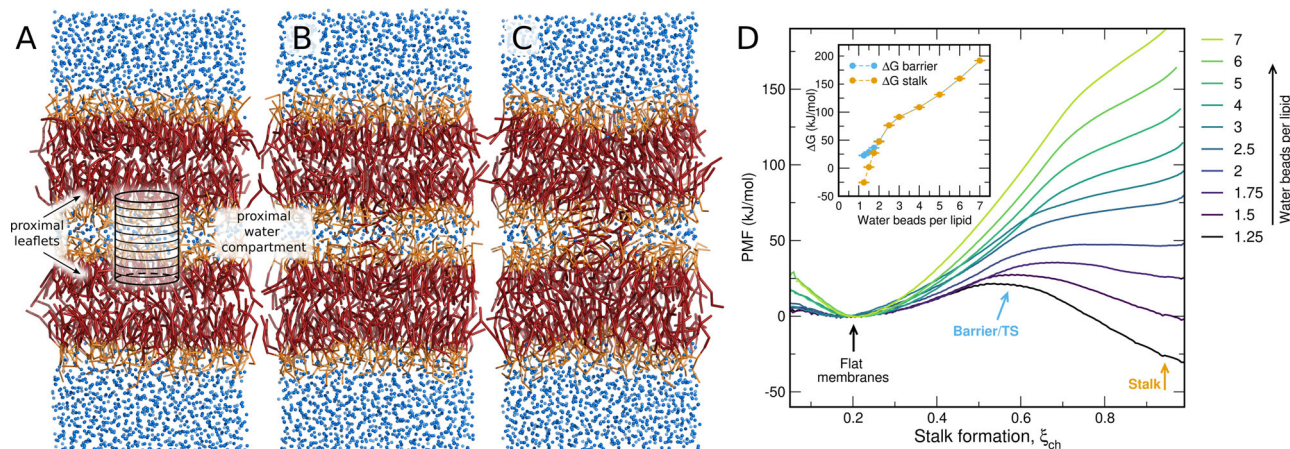 A
B
C
D
proximal
leaflets
proximal
water
compartment
PMF (kJ/mol)
150
100
50
0
-50
0.2
0.4
0.6
0.8
Stalk formation, ξch
Flat
membranes
Barrier/TS
Stalk
ΔG (kJ/mol)
200
150
100
50
0
-50
0
1
2
3
4
5
6
7
Water beads per lipid
ΔG barrier
ΔG stalk
7
6
5
4
3
2.5
2
1.75
1.5
1.25
Water beads per lipid